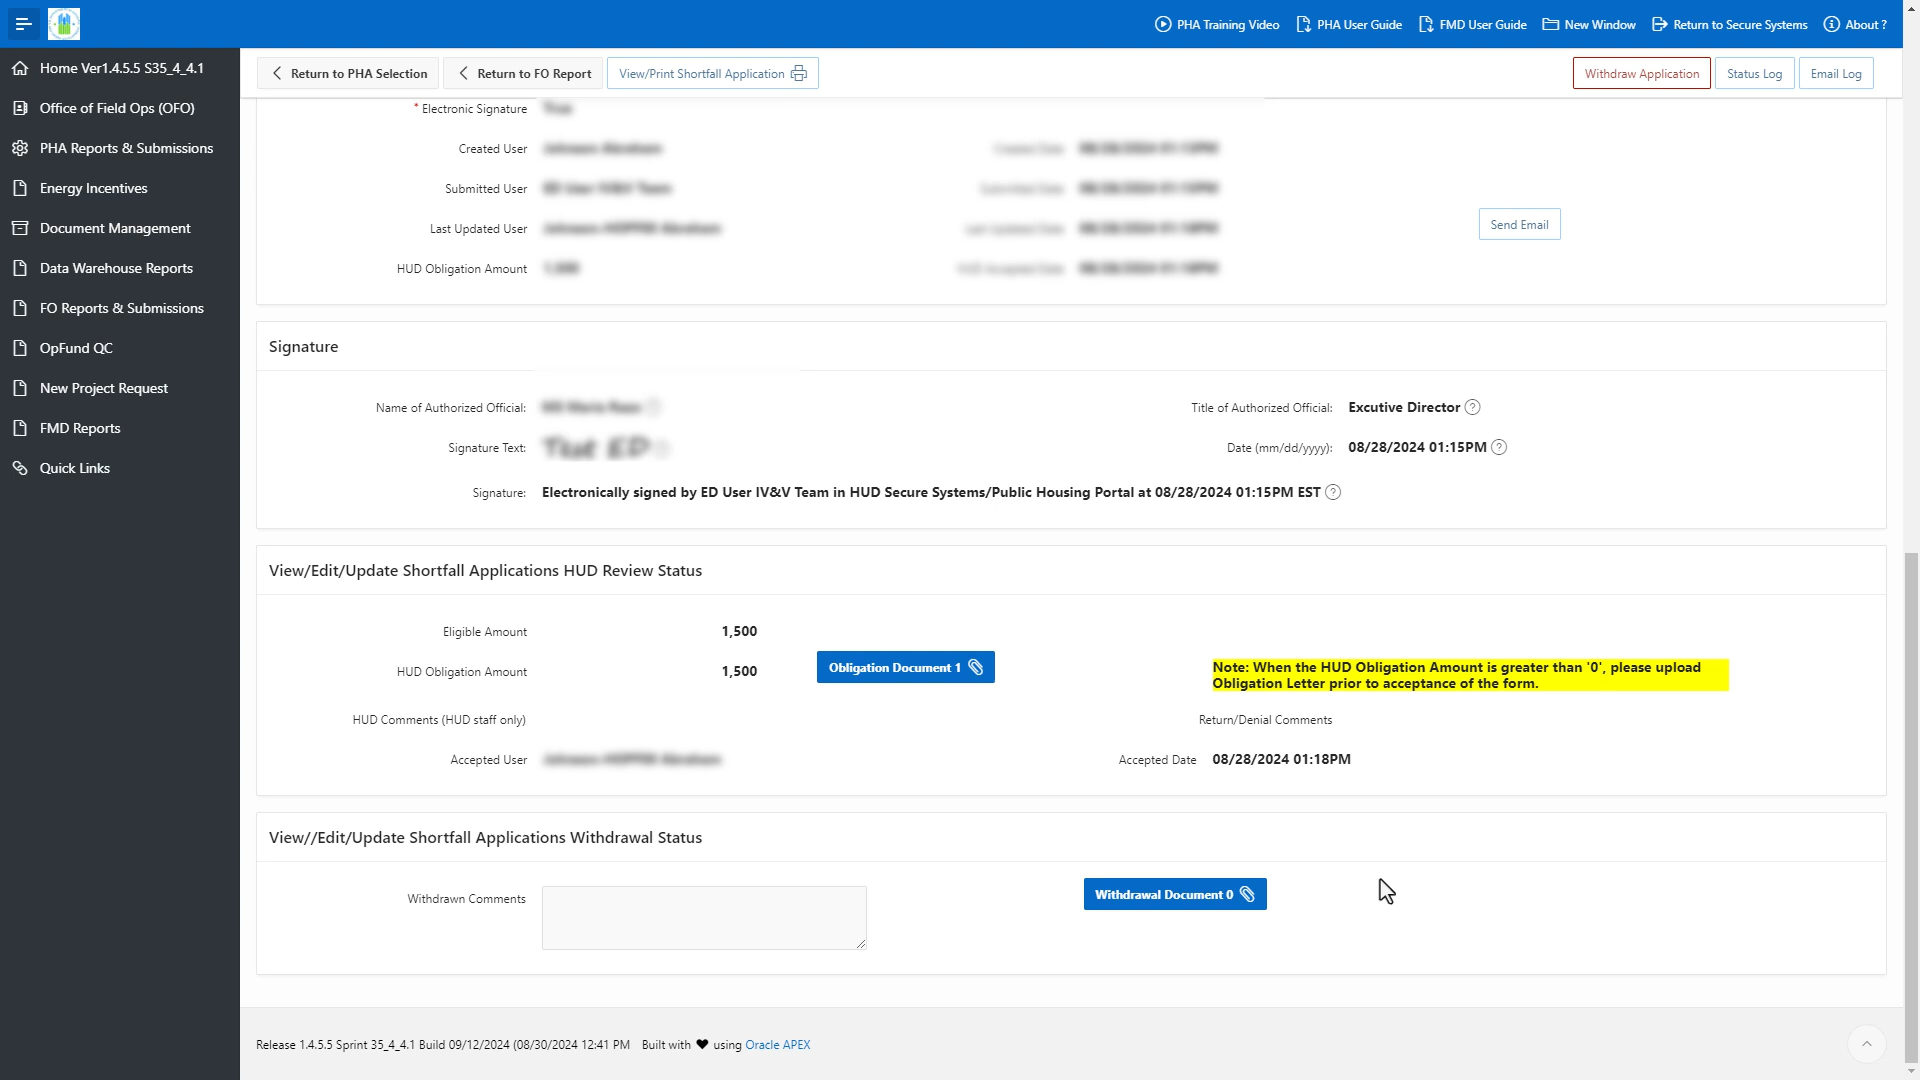 PHA Training Video PHA User Guide FMD User Guide New Window Return to Secure Systems About ?
Home Ver1.4.5.5 S35_4_4.1
Office of Field Ops (OFO)
PHA Reports & Submissions
Energy Incentives
Document Management
Data Warehouse Reports
FO Reports & Submissions
OpFund QC
New Project Request
FMD Reports
Quick Links
Return to PHA Selection Return to FO Report View/Print Shortfall Application Withdraw Application Status Log Email Log
* Electronic Signature
Created User
Submitted User
Last Updated User
Send Email
HUD Obligation Amount
Signature
Name of Authorized Official: Title of Authorized Official: Excutive Director
Signature Text: Date (mm/dd/yyyy): 08/28/2024 01:15PM
Signature: Electronically signed by ED User IV&V Team in HUD Secure Systems/Public Housing Portal at 08/28/2024 01:15PM EST
View/Edit/Update Shortfall Applications HUD Review Status
Eligible Amount 1,500
HUD Obligation Amount 1,500 Obligation Document 1 Note: When the HUD Obligation Amount is greater than '0', please upload
Obligation Letter prior to acceptance of the form.
HUD Comments (HUD staff only) Return/Denial Comments
Accepted User Accepted Date 08/28/2024 01:18PM
View//Edit/Update Shortfall Applications Withdrawal Status
Withdrawn Comments Withdrawal Document 0
Release 1.4.5.5 Sprint 35_4_4.1 Build 09/12/2024 (08/30/2024 12:41 PM Built with ♥ using Oracle APEX